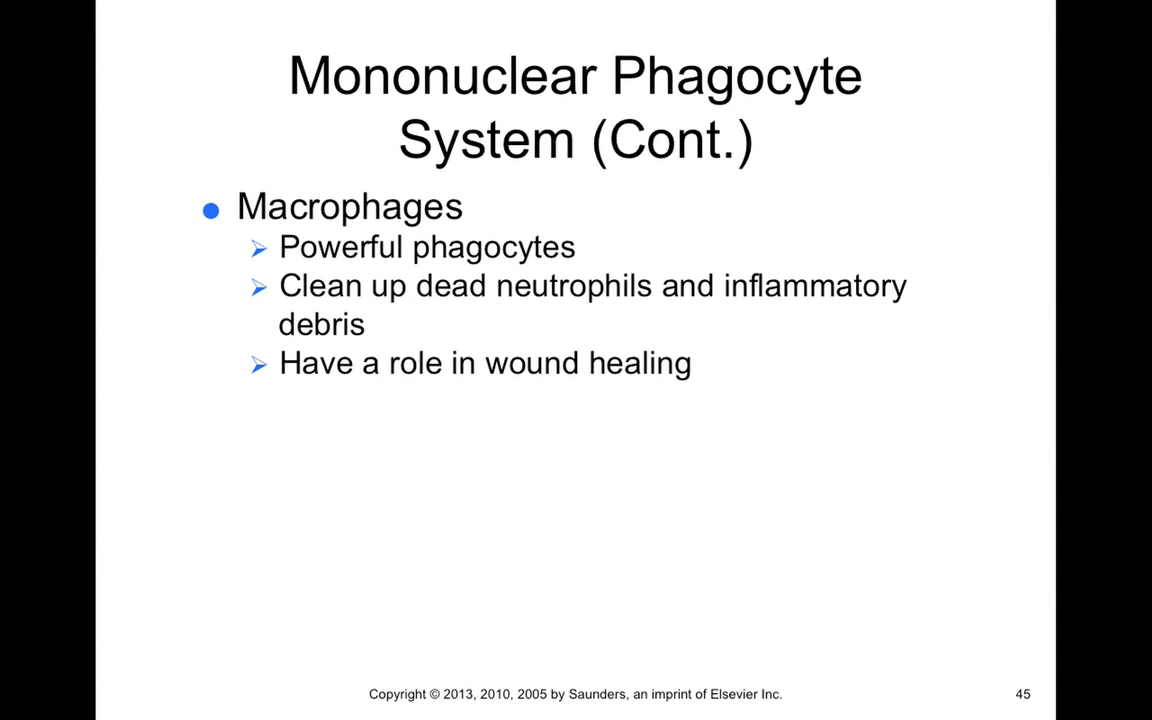 Mononuclear Phagocyte
System (Cont.)
● Macrophages
➢ Powerful phagocytes
➢ Clean up dead neutrophils and inflammatory
debris
➢ Have a role in wound healing
Copyright © 2013, 2010, 2005 by Saunders, an imprint of Elsevier Inc.
45